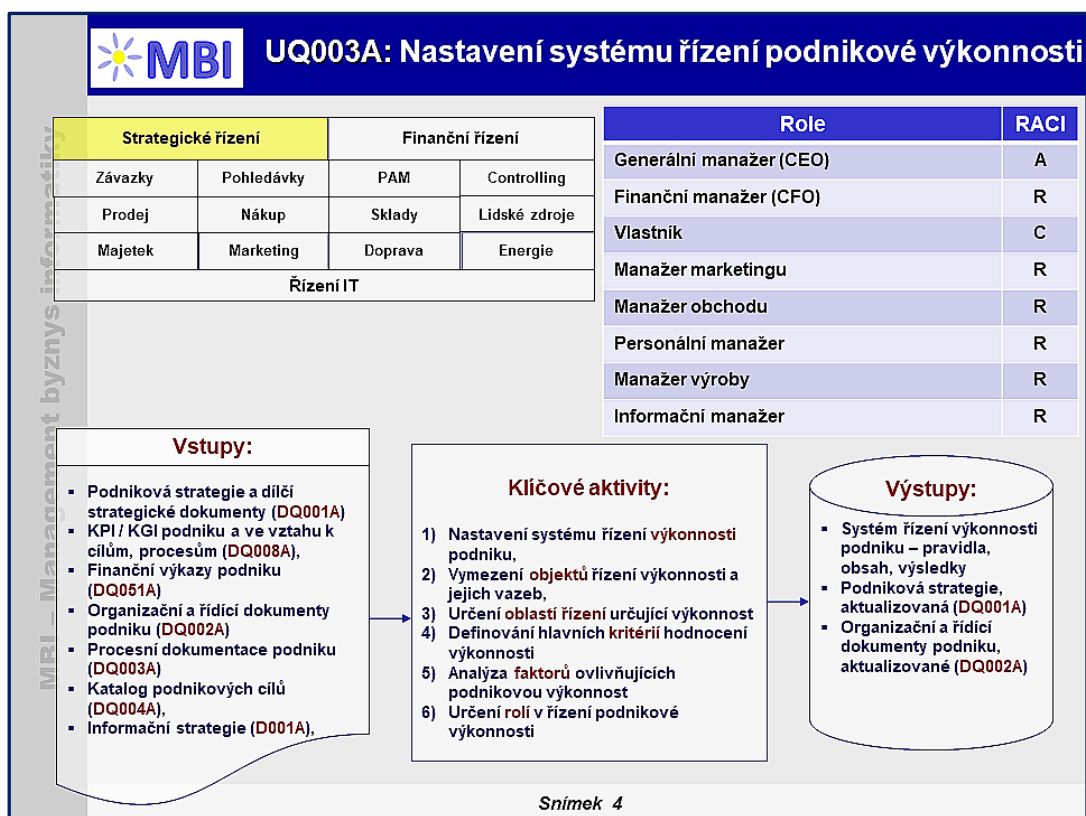 MBI
UQ003A: Nastavení systému řízení podnikové výkonnosti
MBI – Management byznys informatiky
Strategické řízení Finanční řízení
Závazky Pohledávky PAM Controlling
Prodej Nákup Sklady Lidské zdroje
Majetek Marketing Doprava Energie
Řízení IT
Role RACI
Generální manažer (CEO) A
Finanční manažer (CFO) R
Vlastník C
Manažer marketingu R
Manažer obchodu R
Personální manažer R
Manažer výroby R
Informační manažer R
Vstupy:
▪ Podniková strategie a dílčí
strategické dokumenty (DQ001A)
▪ KPI / KGI podniku a ve vztahu k
cílům, procesům (DQ008A),
▪ Finanční výkazy podniku
(DQ051A)
▪ Organizační a řídící dokumenty
podniku (DQ002A)
▪ Procesní dokumentace podniku
(DQ003A)
▪ Katalog podnikových cílů
(DQ004A),
▪ Informační strategie (D001A),
Klíčové aktivity:
1) Nastavení systému řízení výkonnosti
podniku,
2) Vymezení objektů řízení výkonnosti a
jejich vazeb,
3) Určení oblastí řízení určující výkonnost
4) Definování hlavních kritérií hodnocení
výkonnosti
5) Analýza faktorů ovlivňujících
podnikovou výkonnost
6) Určení rolí v řízení podnikové
výkonnosti
Výstupy:
▪ Systém řízení výkonnosti
podniku – pravidla,
obsah, výsledky
▪ Podniková strategie,
aktualizovaná (DQ001A)
▪ Organizační a řídící
dokumenty podniku,
aktualizované (DQ002A)
Snímek 4